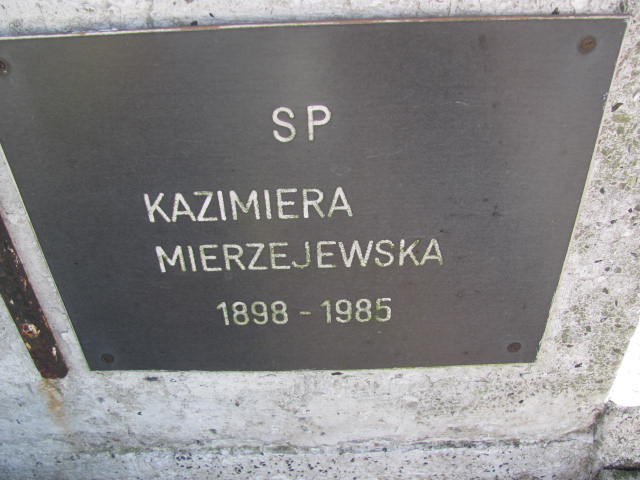 SP
KAZIMIERA
MIERZEJEWSKA
1898 - 1985